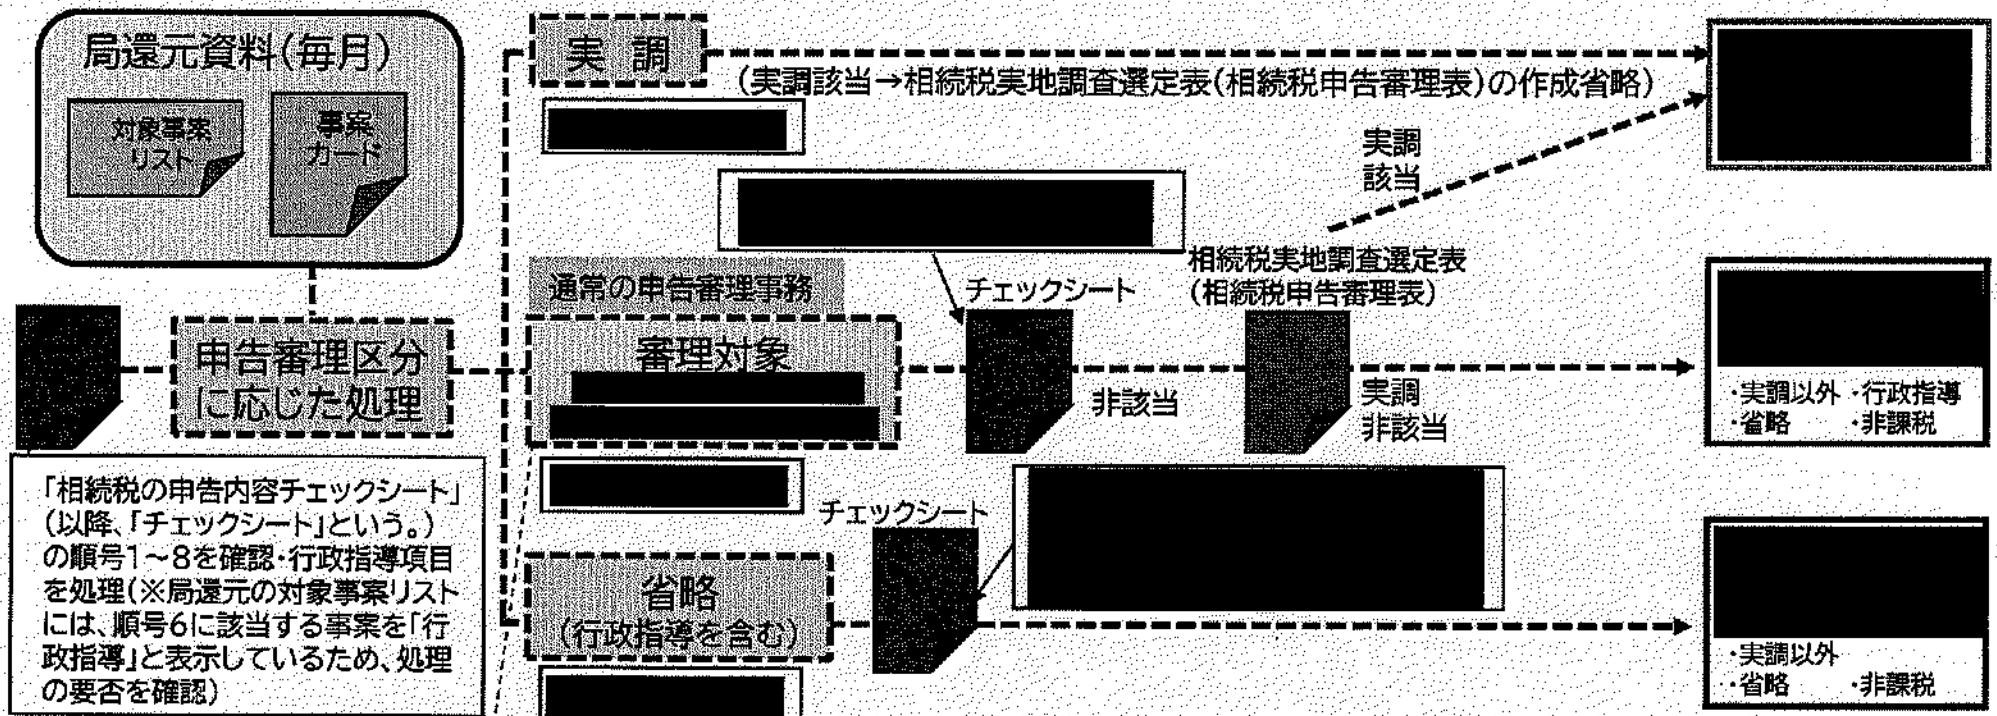 局還元資料(毎月)
対象事案
リスト
事案
カード
実 調
(実調該当→相続税実地調査選定表(相続税申告審理表)の作成省略)
実調
該当
相続税実地調査選定表
(相続税申告審理表)
通常の申告審理事務
チェックシート
申告審理区分
に応じた処理
審理対象
非該当
実調
非該当
・実調以外 ・行政指導
・省略 ・非課税
「相続税の申告内容チェックシート」
(以降、「チェックシート」という。)
の順号1～8を確認・行政指導項目
を処理(※局還元の対象事案リスト
には、順号6に該当する事案を「行
政指導」と表示しているため、処理
の要否を確認)
チェックシート
省略
(行政指導を含む)
・実調以外
・省略 ・非課税